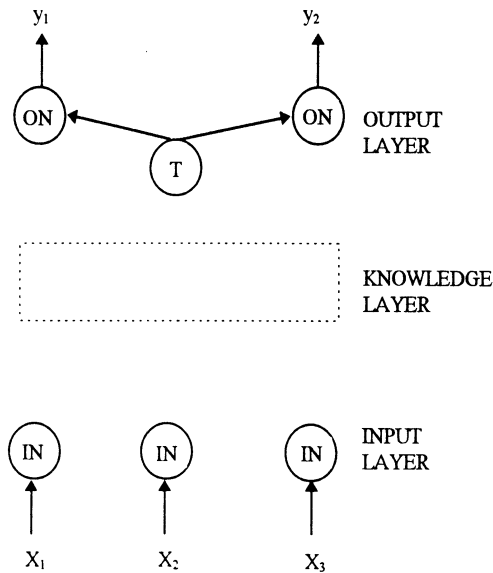 y₁ y₂
ON ON
OUTPUT
LAYER
T
KNOWLEDGE
LAYER
INPUT
LAYER
IN IN IN
X₁ X₂ X₃